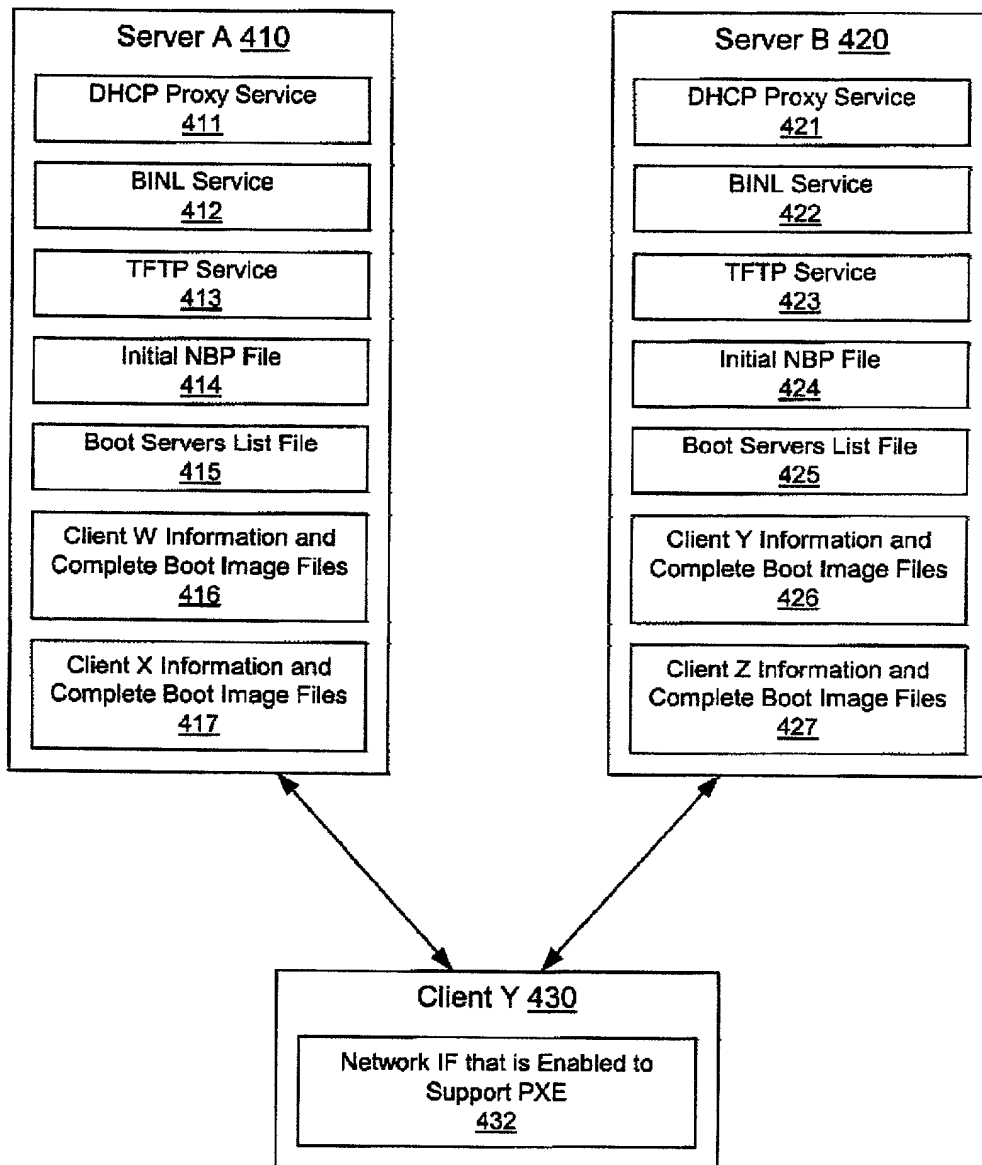 Server A 410
DHCP Proxy Service
411
BINL Service
412
TFTP Service
413
Initial NBP File
414
Boot Servers List File
415
Client W Information and
Complete Boot Image Files
416
Client X Information and
Complete Boot Image Files
417
Server B 420
DHCP Proxy Service
421
BINL Service
422
TFTP Service
423
Initial NBP File
424
Boot Servers List File
425
Client Y Information and
Complete Boot Image Files
426
Client Z Information and
Complete Boot Image Files
427
Client Y 430
Network IF that is Enabled to
Support PXE
432